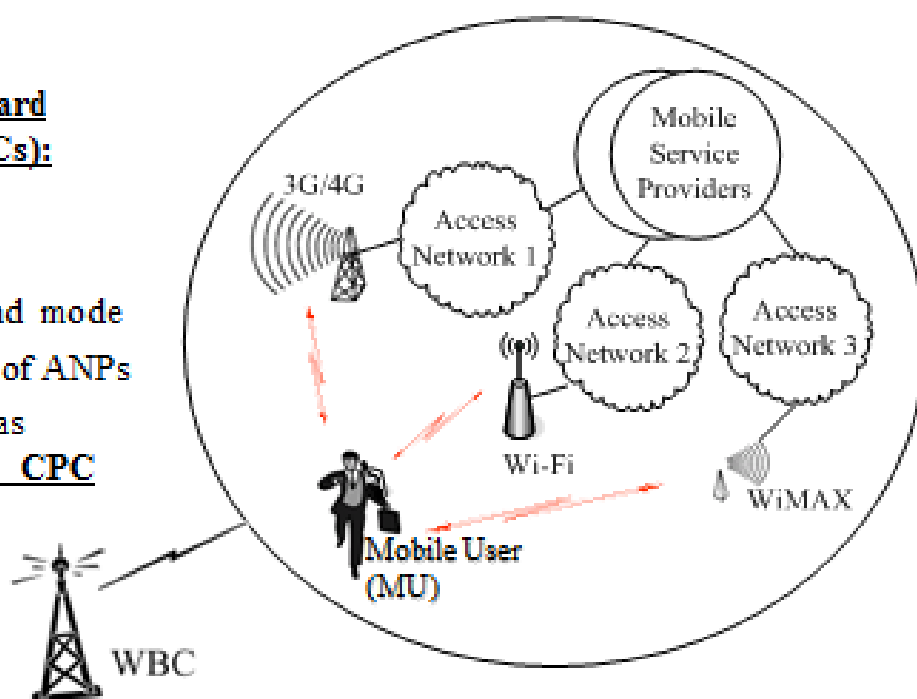 ard
Cs):
nd mode
of ANPs
as
CPC
3G/4G
Access
Network 1
Mobile
Service
Providers
Access
Network 2
Access
Network 3
Wi-Fi
WiMAX
Mobile User
(MU)
WBC